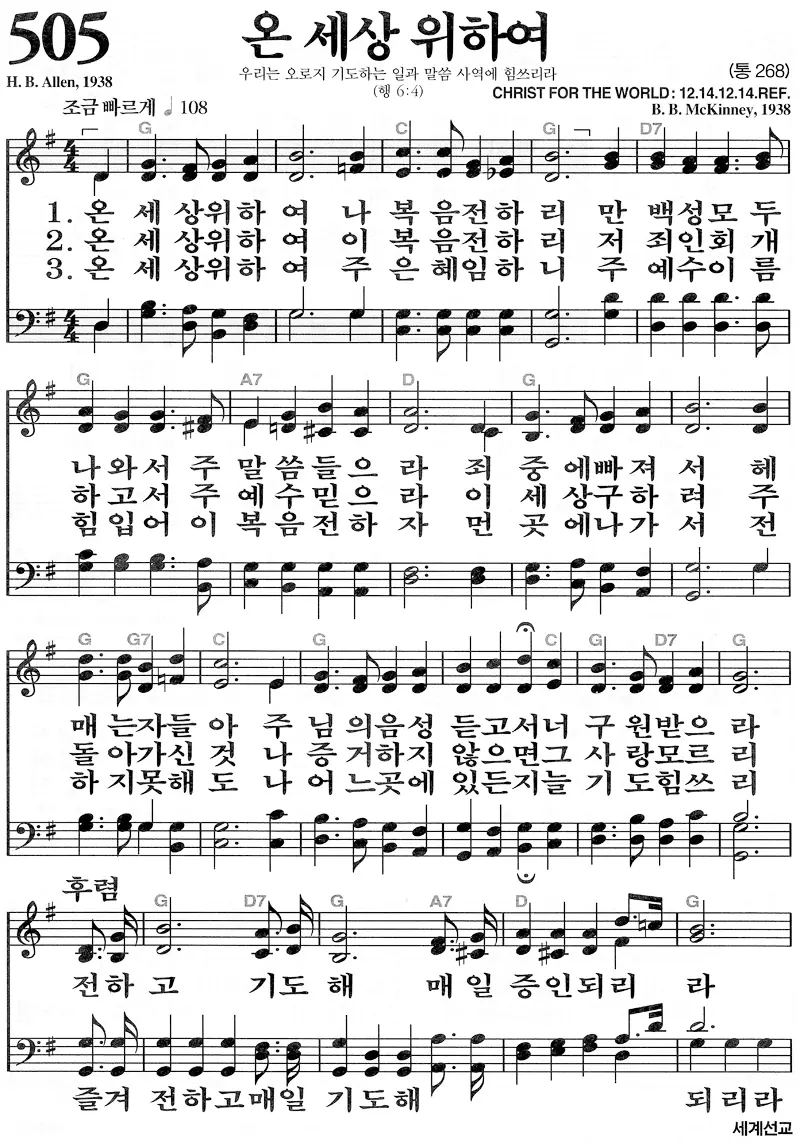 505
온 세상 위하여
우리는 오로지 기도하는 일과 말씀 사역에 힘쓰리라
(행 6:4)
(통 268)
H. B. Allen, 1938
CHRIST FOR THE WORLD: 12.14.12.14.REF.
B. B. McKinney, 1938
조금 빠르게 ♩ 108
G C G D7
1. 온 세 상위하 여 나 복 음전하 리 만 백성모 두
2. 온 세 상위하 여 이 복 음전하 리 저 죄인회 개
3. 온 세 상위하 여 주 은 혜임하 니 주 예수이 름
G A7 D G
나 와서 주 말 씀들으 라 죄 중 에빠 져 서 헤
하 고서 주 예 수믿으 라 이 세 상구 하 려 주
힘 입어 이 복 음전하 자 먼 곳 에나 가 서 전
G G7 C G C G D7 G
매 는자들 아 주 님 의음성 듣고서너 구 원받으 라
돌 아가신 것 나 증 거하지 않으면그 사 랑모르 리
하 지못해 도 나 어 느곳에 있든지늘 기 도힘쓰 리
후렴
G D7 G A7 D G
전하 고 기도 해 매 일 증인되리 라
즐겨 전하고매일 기도해 되 리 라
세계선교